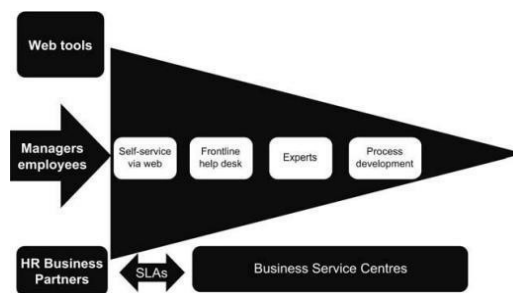 Web tools
Managers
employees
Self-service
via web
Frontline
help desk
Experts
Process
development
HR Business
Partners
SLAs
Business Service Centres